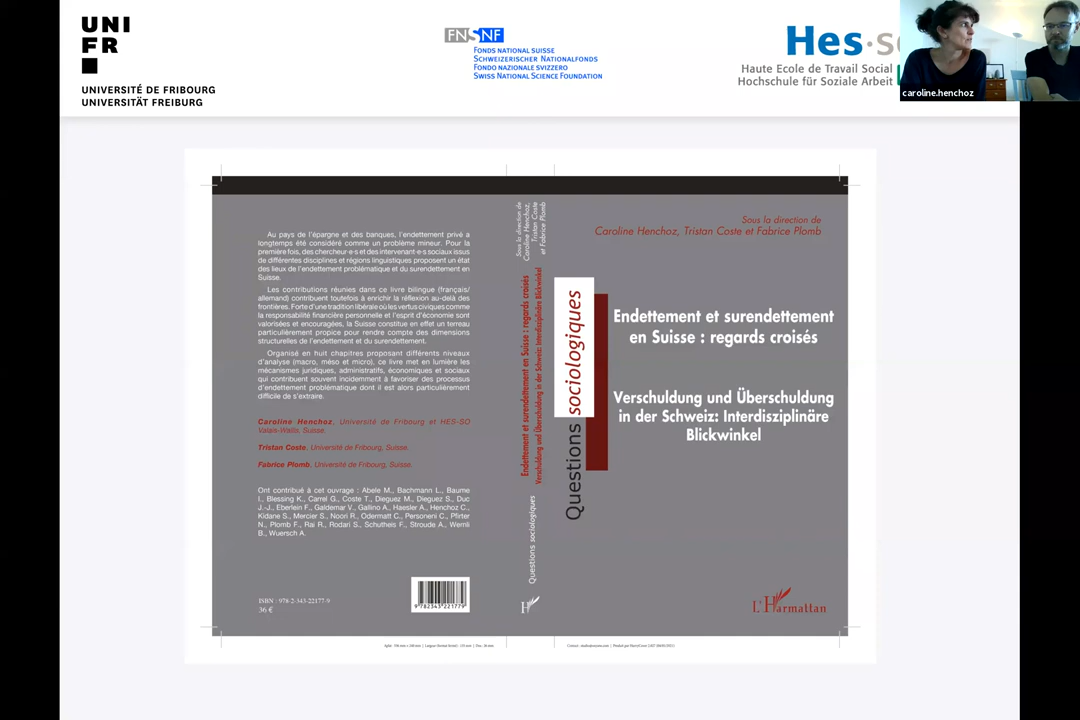 UNI
FR
UNIVERSITÉ DE FRIBOURG
UNIVERSITÄT FREIBURG
FNSNF
FONDS NATIONAL SUISSE
SCHWEIZERISCHER NATIONALFONDS
FONDO NAZIONALE SVIZZERO
SWISS NATIONAL SCIENCE FOUNDATION
Hes·so
Haute Ecole de Travail Social
Hochschule für Soziale Arbeit
caroline.henchoz
Au pays de l'épargne et des banques, l'endettement privé a
longtemps été considéré comme un problème mineur. Pour la
première fois, des chercheur·e·s et des intervenant·e·s sociaux issus
de différentes disciplines et régions linguistiques proposent un état
des lieux de l'endettement problématique et du surendettement en
Suisse.
Les contributions réunies dans ce livre bilingue (français/
allemand) contribuent toutefois à enrichir la réflexion au-delà des
frontières. Forte d'une tradition libérale où les vertus civiques comme
la responsabilité financière personnelle et l'esprit d'économie sont
valorisées et encouragées, la Suisse constitue en effet un terreau
particulièrement propice pour rendre compte des dimensions
structurelles de l'endettement et du surendettement.
Organisé en huit chapitres proposant différents niveaux
d'analyse (macro, méso et micro), ce livre met en lumière les
mécanismes juridiques, administratifs, économiques et sociaux
qui contribuent souvent incidemment à favoriser des processus
d'endettement problématique dont il est alors particulièrement
difficile de s'extraire.
Caroline Henchoz, Université de Fribourg et HES-SO
Valais-Wallis, Suisse.
Tristan Coste, Université de Fribourg, Suisse.
Fabrice Plomb, Université de Fribourg, Suisse.
Ont contribué à cet ouvrage : Abele M., Bachmann L., Baume
I., Blessing K., Carrel G., Coste T., Dieguez M., Dieguez S., Duc
J.-J., Eberlein F., Galdemar V., Gallino A., Haesler A., Henchoz C.,
Kidane S., Mercier S., Noori R., Odermatt C., Personeni C., Pfirter
N., Plomb F., Rai R., Rodari S., Schutheis F., Stroude A., Wernli
B., Wuersch A.
ISBN : 978-2-343-22177-9
36 €
9 782343 221779
Sous la direction de
Caroline Henchoz,
Tristan Coste
et Fabrice Plomb
Endettement et surendettement en Suisse : regards croisés
Verschuldung und Überschuldung in der Schweiz: Interdisziplinäre Blickwinkel
Questions sociologiques
Sous la direction de
Caroline Henchoz, Tristan Coste et Fabrice Plomb
Questions sociologiques
Endettement et surendettement
en Suisse : regards croisés
Verschuldung und Überschuldung
in der Schweiz: Interdisziplinäre
Blickwinkel
L'Harmattan